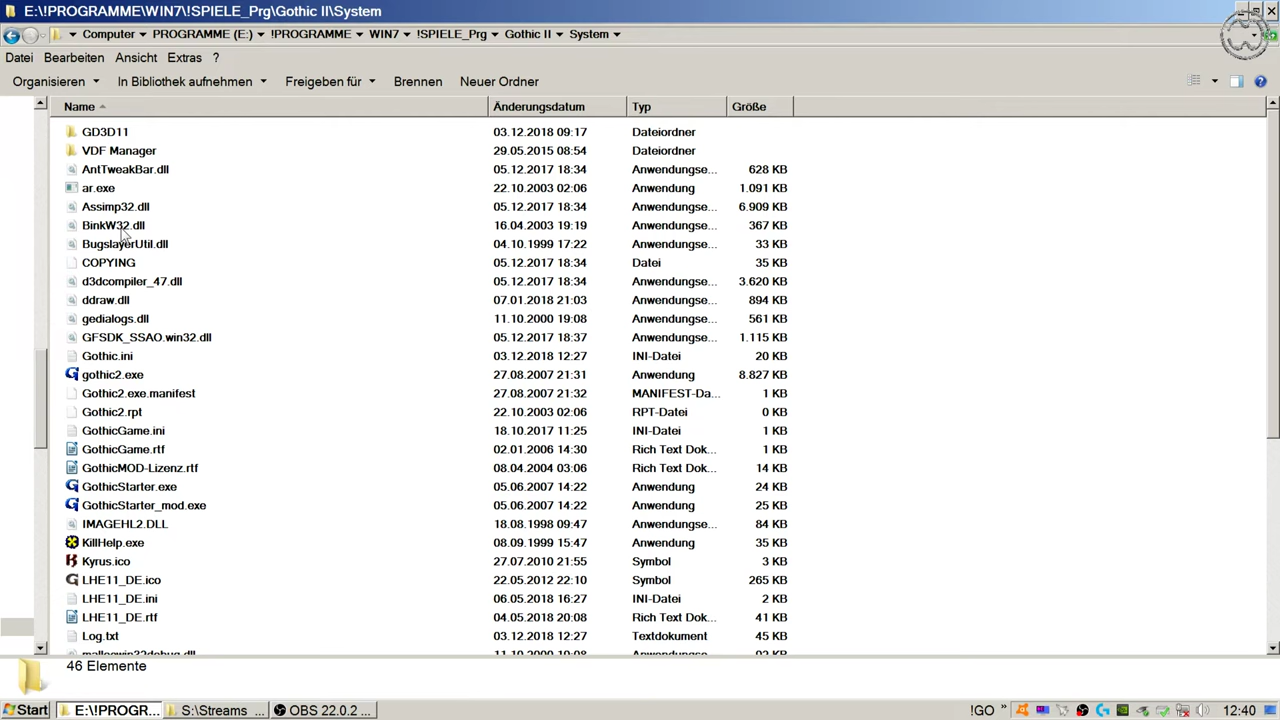 E:\!PROGRAMME\WIN7\!SPIELE_Prg\Gothic II\System
Computer PROGRAMME (E:) !PROGRAMME WIN7 !SPIELE_Prg Gothic II System
Datei Bearbeiten Ansicht Extras ?
Organisieren In Bibliothek aufnehmen Freigeben für Brennen Neuer Ordner
Name Änderungsdatum Typ Größe
GD3D11 03.12.2018 09:17 Dateiordner
VDF Manager 29.05.2015 08:54 Dateiordner
AntTweakBar.dll 05.12.2017 18:34 Anwendungse... 628 KB
ar.exe 22.10.2003 02:06 Anwendung 1.091 KB
Assimp32.dll 05.12.2017 18:34 Anwendungse... 6.909 KB
BinkW32.dll 16.04.2003 19:19 Anwendungse... 367 KB
BugslayerUtil.dll 04.10.1999 17:22 Anwendungse... 33 KB
COPYING 05.12.2017 18:34 Datei 35 KB
d3dcompiler_47.dll 05.12.2017 18:34 Anwendungse... 3.620 KB
ddraw.dll 07.01.2018 21:03 Anwendungse... 894 KB
gedialogs.dll 11.10.2000 19:08 Anwendungse... 561 KB
GFSDK_SSAO.win32.dll 05.12.2017 18:37 Anwendungse... 1.115 KB
Gothic.ini 03.12.2018 12:27 INI-Datei 20 KB
gothic2.exe 27.08.2007 21:31 Anwendung 8.827 KB
Gothic2.exe.manifest 27.08.2007 21:32 MANIFEST-Da... 1 KB
Gothic2.rpt 22.10.2003 02:06 RPT-Datei 0 KB
GothicGame.ini 18.10.2017 11:25 INI-Datei 1 KB
GothicGame.rtf 02.01.2006 14:30 Rich Text Dok... 1 KB
GothicMOD-Lizenz.rtf 08.04.2004 03:06 Rich Text Dok... 14 KB
GothicStarter.exe 05.06.2007 14:22 Anwendung 24 KB
GothicStarter_mod.exe 05.06.2007 14:22 Anwendung 25 KB
IMAGEHL2.DLL 18.08.1998 09:47 Anwendungse... 84 KB
KillHelp.exe 08.09.1999 15:47 Anwendung 35 KB
Kyrus.ico 27.07.2010 21:55 Symbol 3 KB
LHE11_DE.ico 22.05.2012 22:10 Symbol 265 KB
LHE11_DE.ini 06.05.2018 16:27 INI-Datei 2 KB
LHE11_DE.rtf 04.05.2018 20:08 Rich Text Dok... 41 KB
Log.txt 03.12.2018 12:27 Textdokument 45 KB
46 Elemente
Start E:\!PROGR... S:\Streams ... OBS 22.0.2 ... !GO » 12:40